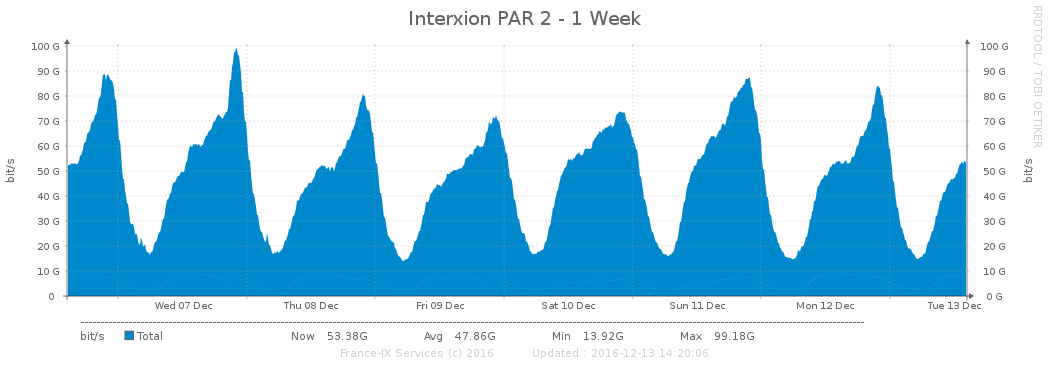 Interxion PAR 2 - 1 Week
RRDTOOL / TOBI OETIKER
bit/s
100 G
90 G
80 G
70 G
60 G
50 G
40 G
30 G
20 G
10 G
0
100 G
90 G
80 G
70 G
60 G
50 G
40 G
30 G
20 G
10 G
0 G
bit/s
Wed 07 Dec Thu 08 Dec Fri 09 Dec Sat 10 Dec Sun 11 Dec Mon 12 Dec Tue 13 Dec
bit/s Total Now 53.38G Avg 47.86G Min 13.92G Max 99.18G
France-IX Services (c) 2016 Updated : 2016-12-13 14:20:06